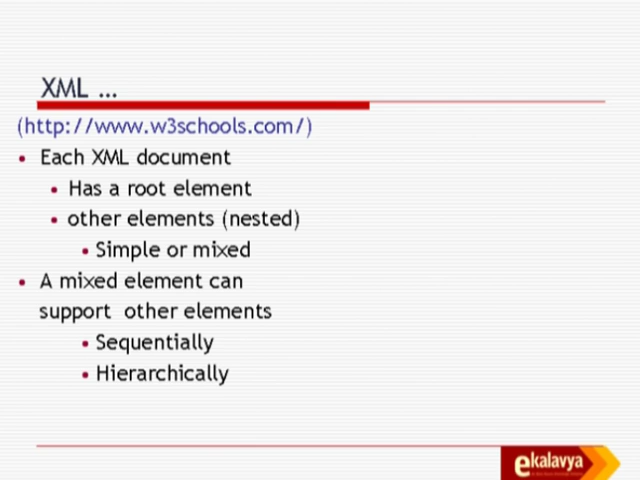 XML ...
(http://www.w3schools.com/)
• Each XML document
• Has a root element
• other elements (nested)
• Simple or mixed
• A mixed element can
support other elements
• Sequentially
• Hierarchically
ekalavya